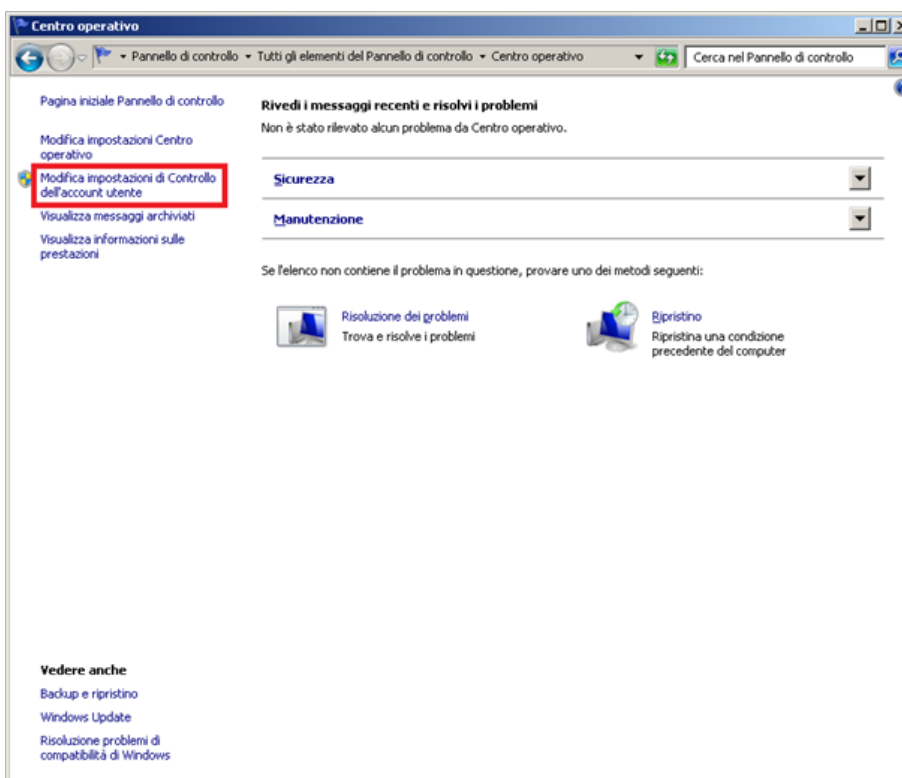 Centro operativo
Pannello di controllo Tutti gli elementi del Pannello di controllo Centro operativo
Cerca nel Pannello di controllo
Pagina iniziale Pannello di controllo
Modifica impostazioni Centro
operativo
Modifica impostazioni di Controllo
dell'account utente
Visualizza messaggi archiviati
Visualizza informazioni sulle
prestazioni
Rivedi i messaggi recenti e risolvi i problemi
Non è stato rilevato alcun problema da Centro operativo.
Sicurezza
Manutenzione
Se l'elenco non contiene il problema in questione, provare uno dei metodi seguenti:
Risoluzione dei problemi
Trova e risolve i problemi
Ripristino
Ripristina una condizione
precedente del computer
Vedere anche
Backup e ripristino
Windows Update
Risoluzione problemi di
compatibilità di Windows